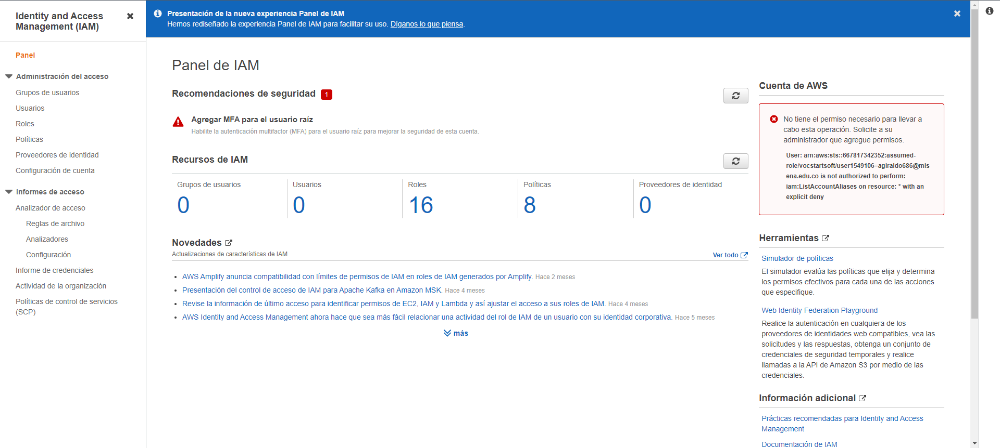 Identity and Access
Management (IAM)
Panel
Administración del acceso
Grupos de usuarios
Usuarios
Roles
Políticas
Proveedores de identidad
Configuración de cuenta
Informes de acceso
Analizador de acceso
Reglas de archivo
Analizadores
Configuración
Informe de credenciales
Actividad de la organización
Políticas de control de servicios
(SCP)
Presentación de la nueva experiencia Panel de IAM
Hemos rediseñado la experiencia Panel de IAM para facilitar su uso. Díganos lo que piensa.
Panel de IAM
Recomendaciones de seguridad 1
Agregar MFA para el usuario raíz
Habilite la autenticación multifactor (MFA) para el usuario raíz para mejorar la seguridad de esta cuenta.
Recursos de IAM
Grupos de usuarios
0
Usuarios
0
Roles
16
Políticas
8
Proveedores de identidad
0
Novedades
Actualizaciones de características de IAM
Ver todo
AWS Amplify anuncia compatibilidad con límites de permisos de IAM en roles de IAM generados por Amplify. Hace 2 meses
Presentación del control de acceso de IAM para Apache Kafka en Amazon MSK. Hace 4 meses
Revise la información de último acceso para identificar permisos de EC2, IAM y Lambda y así ajustar el acceso a sus roles de IAM. Hace 4 meses
AWS Identity and Access Management ahora hace que sea más fácil relacionar una actividad del rol de IAM de un usuario con su identidad corporativa. Hace 5 meses
más
Cuenta de AWS
No tiene el permiso necesario para llevar a
cabo esta operación. Solicite a su
administrador que agregue permisos.
User: arn:aws:sts::667817342352:assumed-
role/vocstartsoft/user1549106=agiraldo686@mis
ena.edu.co is not authorized to perform:
iam:ListAccountAliases on resource: * with an
explicit deny
Herramientas
Simulador de políticas
El simulador evalúa las políticas que elija y determina
los permisos efectivos para cada una de las acciones
que especifique.
Web Identity Federation Playground
Realice la autenticación en cualquiera de los
proveedores de identidades web compatibles, vea las
solicitudes y las respuestas, obtenga un conjunto de
credenciales de seguridad temporales y realice
llamadas a la API de Amazon S3 por medio de las
credenciales.
Información adicional
Prácticas recomendadas para Identity and Access
Management
Documentación de IAM